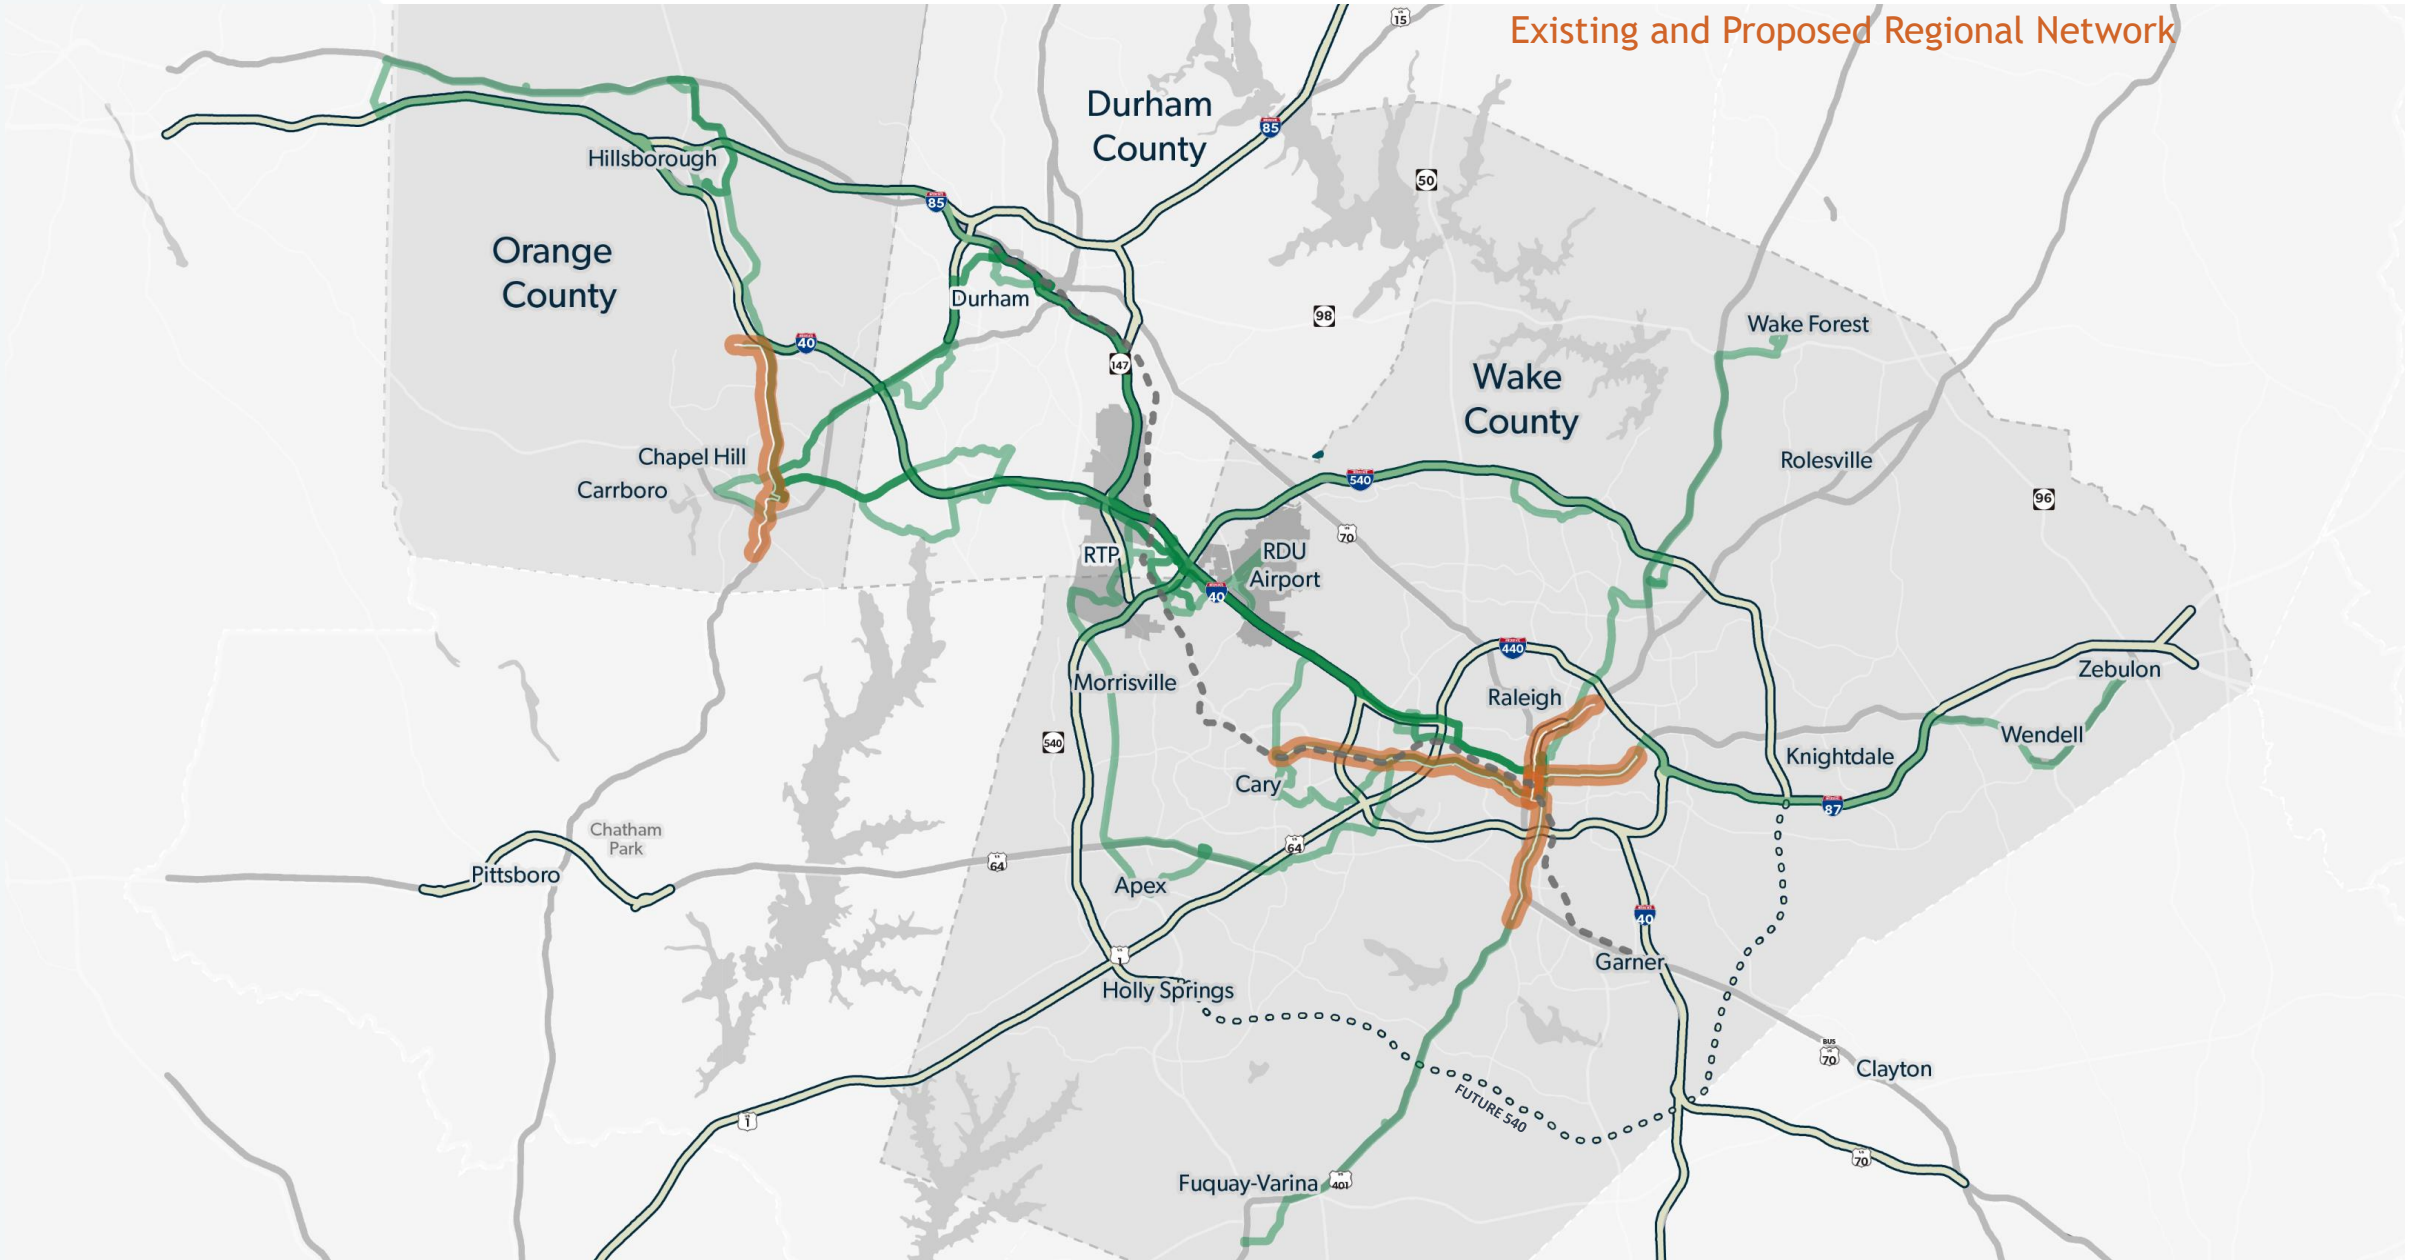 15
Existing and Proposed Regional Network
Durham
County
85
Hillsborough
50
85
Orange
County
Durham
98
Wake Forest
40
147
Wake
County
Chapel Hill
Rolesville
Carrboro
540
96
70
RTP
RDU
Airport
40
440
Zebulon
Morrisville
Raleigh
540
Wendell
Knightdale
Cary
87
Chatham
Park
64
64
Pittsboro
Apex
40
1
Garner
Holly Springs
BUS
70
Clayton
FUTURE 540
1
70
Fuquay-Varina
401